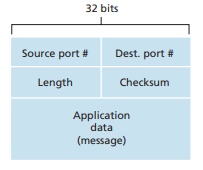 32 bits
Source port # Dest. port #
Length Checksum
Application
data
(message)